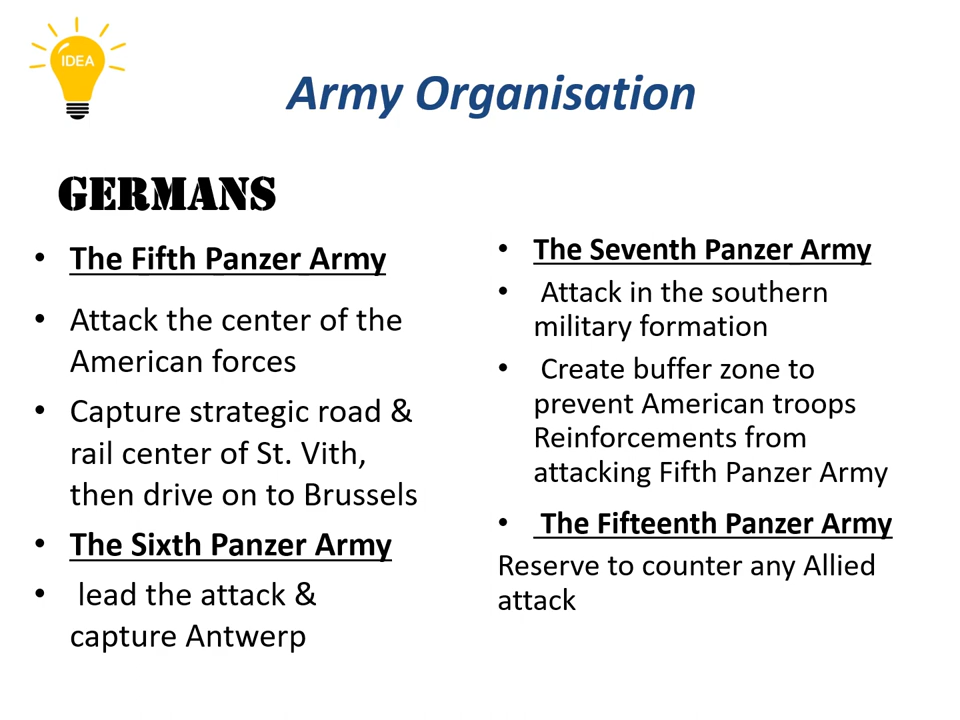 IDEA
Army Organisation
GERMANS
• The Fifth Panzer Army
• Attack the center of the
American forces
• Capture strategic road &
rail center of St. Vith,
then drive on to Brussels
• The Sixth Panzer Army
• lead the attack &
capture Antwerp
• The Seventh Panzer Army
• Attack in the southern
military formation
• Create buffer zone to
prevent American troops
Reinforcements from
attacking Fifth Panzer Army
• The Fifteenth Panzer Army
Reserve to counter any Allied
attack